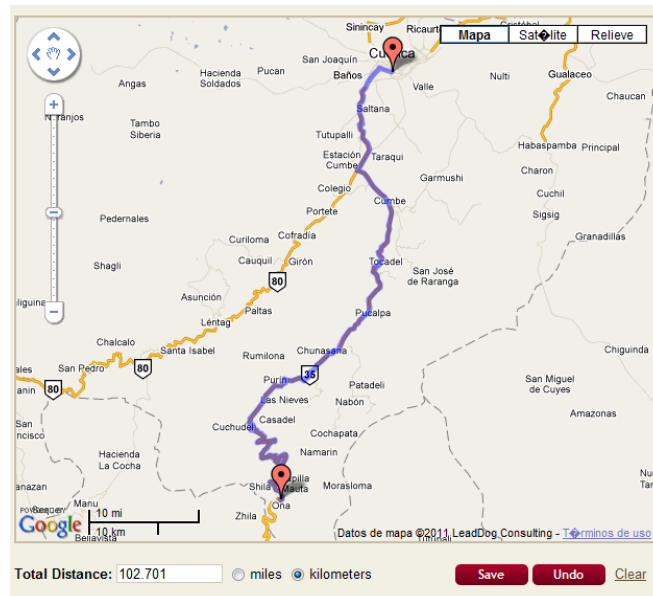 Sinincay
Ricaurt
Mapa
Sat�lite
Relieve
San Joaquín
Baños
Hacienda
Soldados
Pucan
Angas
Valle
Nulti
Gualaceo
Chaucan
Saltana
Tambo
Siberia
Tutupalli
Estación
Cumbe
Taraqui
Habaspamba
Principal
Charon
Colegio
Garmushi
Cuchil
Cumbe
Portete
Sigsig
Pedernales
Curiloma
Cofradía
Granadillas
Shagli
Cauquil
Girón
Tocadel
San José
de Raranga
80
Asunción
Paltas
Léntag
Pucalpa
Chalcalo
Santa Isabel
Rumilona
Chunasana
Chiguinda
San Pedro
80
35
Purin
Patadeli
San Miguel
de Cuyes
80
Las Nieves
Nabón
Amazonas
Cuchudel
Casadel
Cochapata
Hacienda
La Cocha
Namarin
Shila
Morasloma
Manu
Ona
Zhila
10 mi
10 km
Google
Datos de mapa ©2011 LeadDog Consulting - T�rminos de uso
Total Distance: 102.701 miles kilometers Save Undo Clear